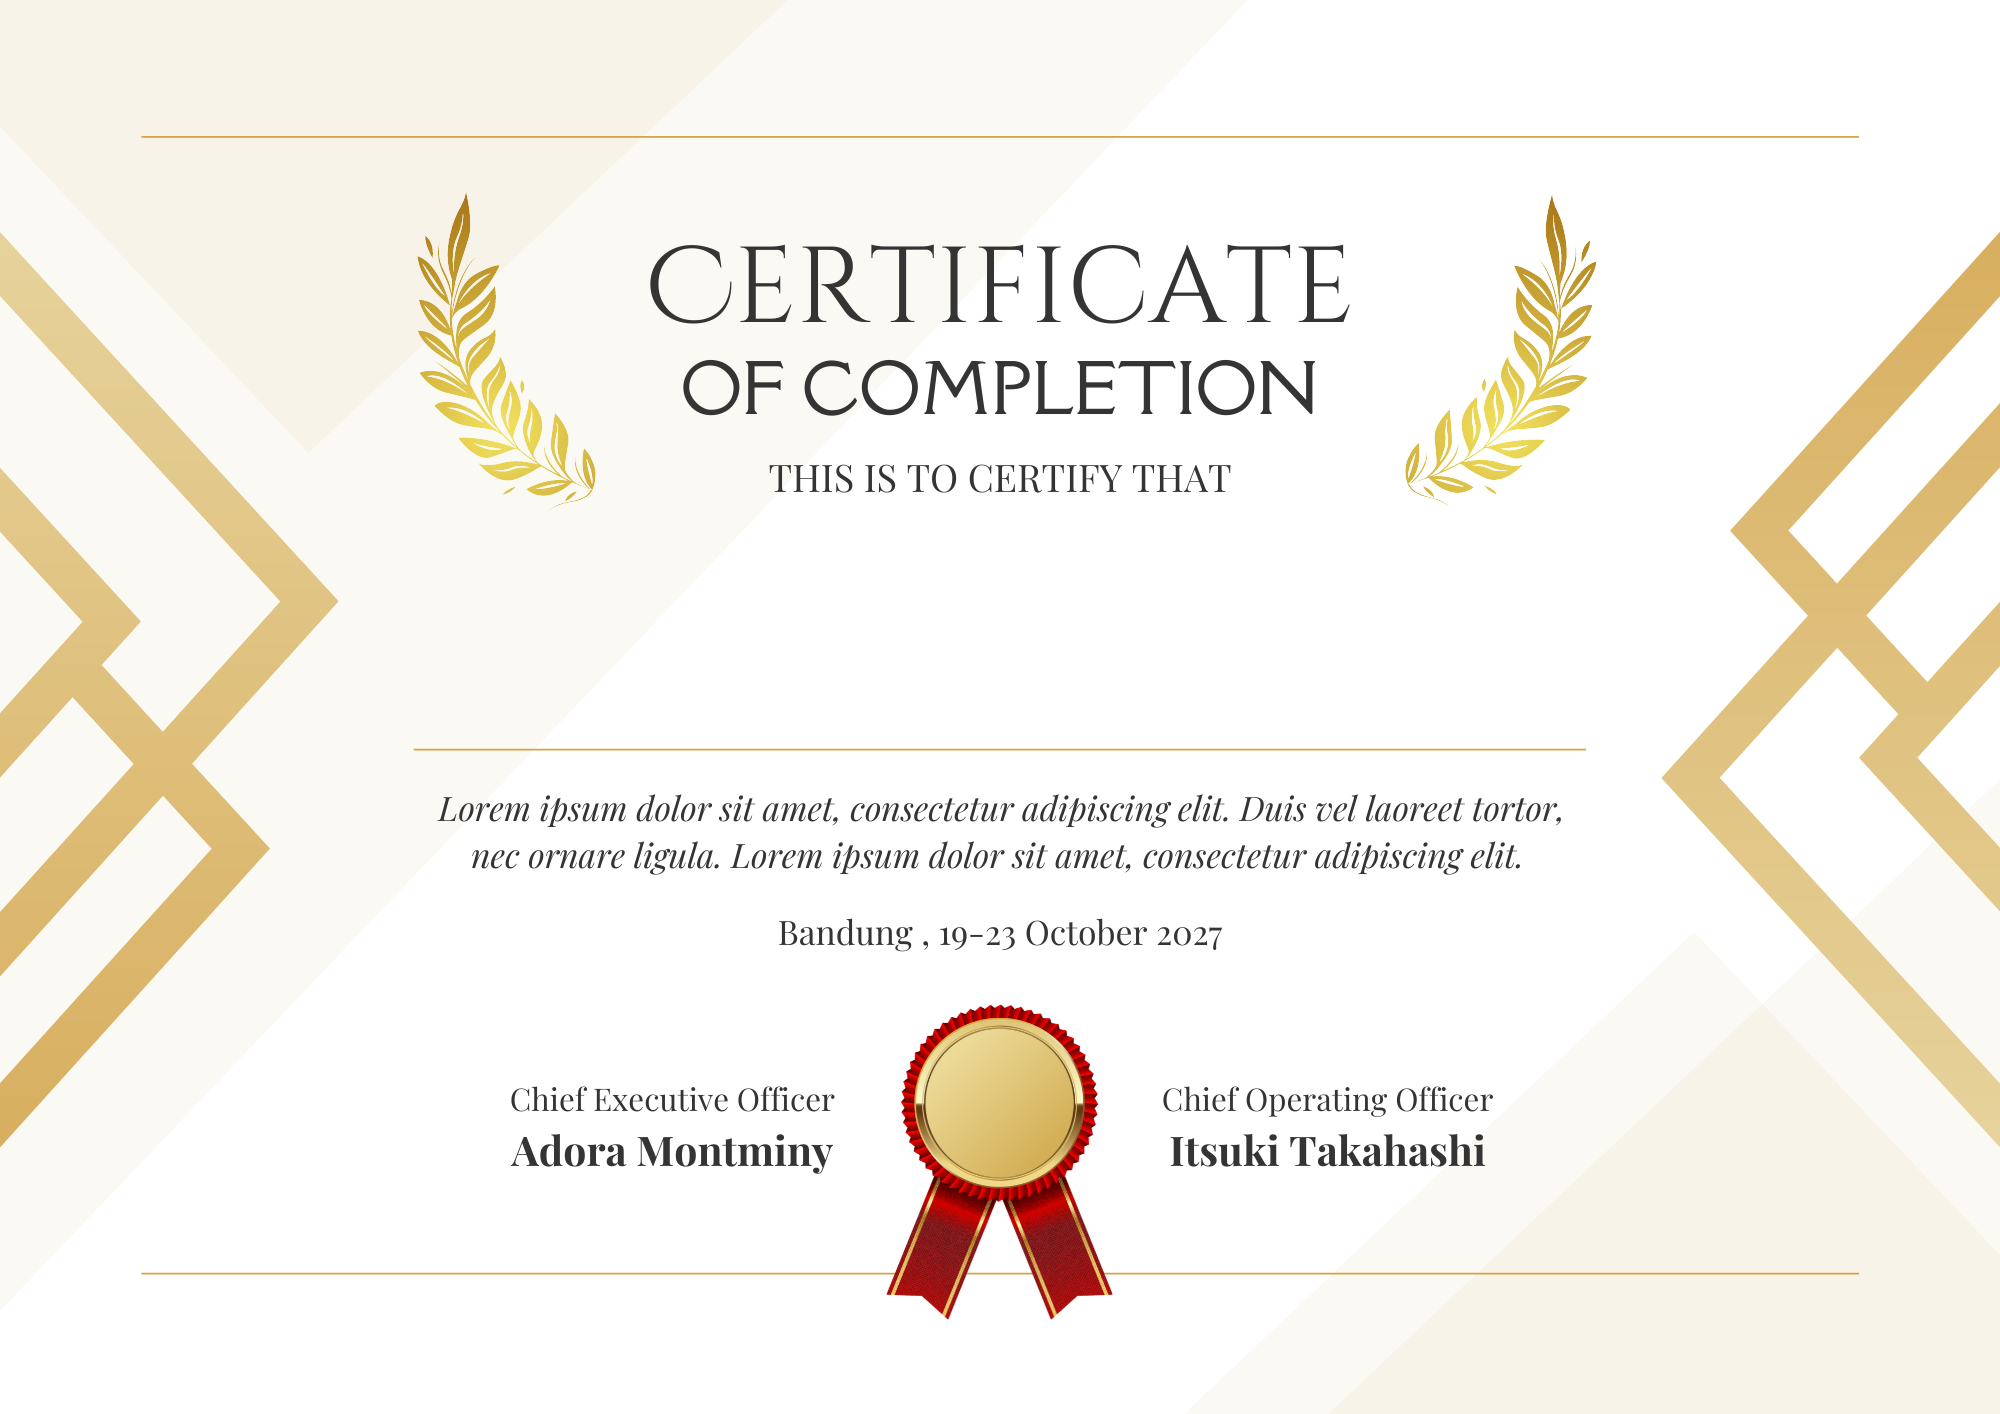 CERTIFICATE
OF COMPLETION
THIS IS TO CERTIFY THAT
Lorem ipsum dolor sit amet, consectetur adipiscing elit. Duis vel laoreet tortor,
nec ornare ligula. Lorem ipsum dolor sit amet, consectetur adipiscing elit.
Bandung , 19-23 October 2027
Chief Executive Officer
Adora Montminy
Chief Operating Officer
Itsuki Takahashi